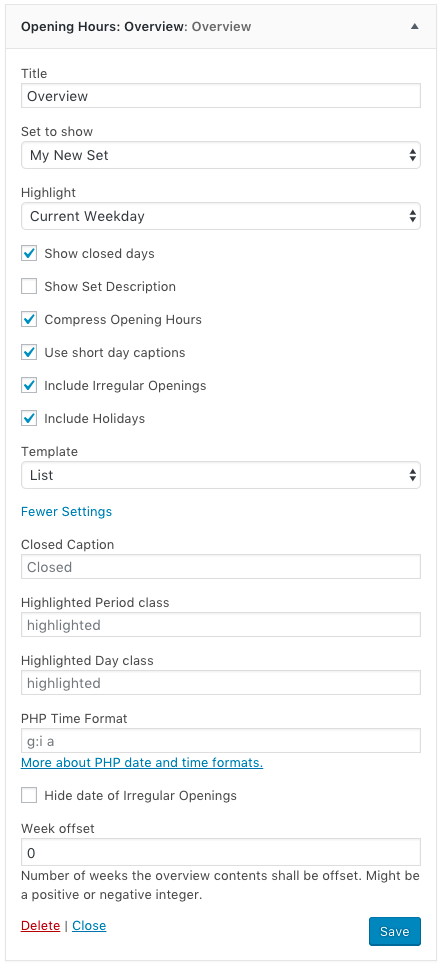 Opening Hours: Overview: Overview
Title
Overview
Set to show
My New Set
Highlight
Current Weekday
Show closed days
Show Set Description
Compress Opening Hours
Use short day captions
Include Irregular Openings
Include Holidays
Template
List
Fewer Settings
Closed Caption
Closed
Highlighted Period class
highlighted
Highlighted Day class
highlighted
PHP Time Format
g:i a
More about PHP date and time formats.
Hide date of Irregular Openings
Week offset
0
Number of weeks the overview contents shall be offset. Might be
a positive or negative integer.
Delete | Close
Save